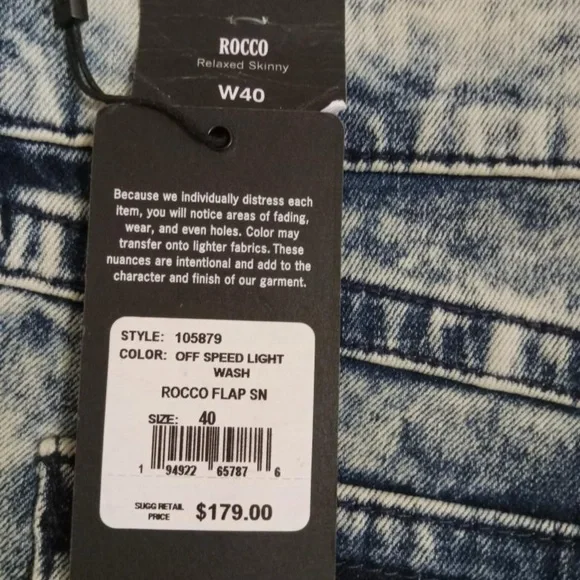 ROCCO
Relaxed Skinny
W40
Because we individually distress each
item, you will notice areas of fading,
wear, and even holes. Color may
transfer onto lighter fabrics. These
nuances are intentional and add to the
character and finish of our garment.
STYLE: 105879
COLOR: OFF SPEED LIGHT
WASH
ROCCO FLAP SN
SIZE: 40
1 94922 65787 6
SUGG RETAIL
PRICE $179.00